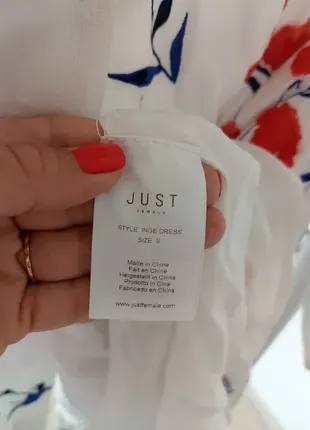 JUST
FEMALE
STYLE INGE DRESS
SIZE S
Made in China
Fait en Chine
Hergestellt in China
Prodotto in Cina
Fabricado en China
www.justfemale.com